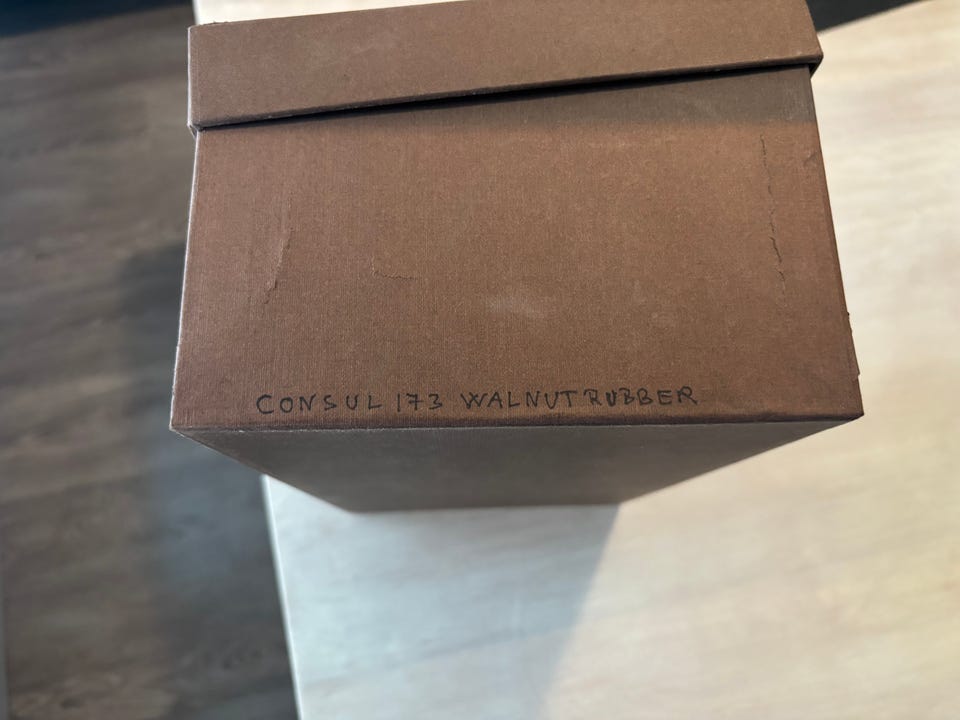 CONSUL 173 WALNUT RUBBER